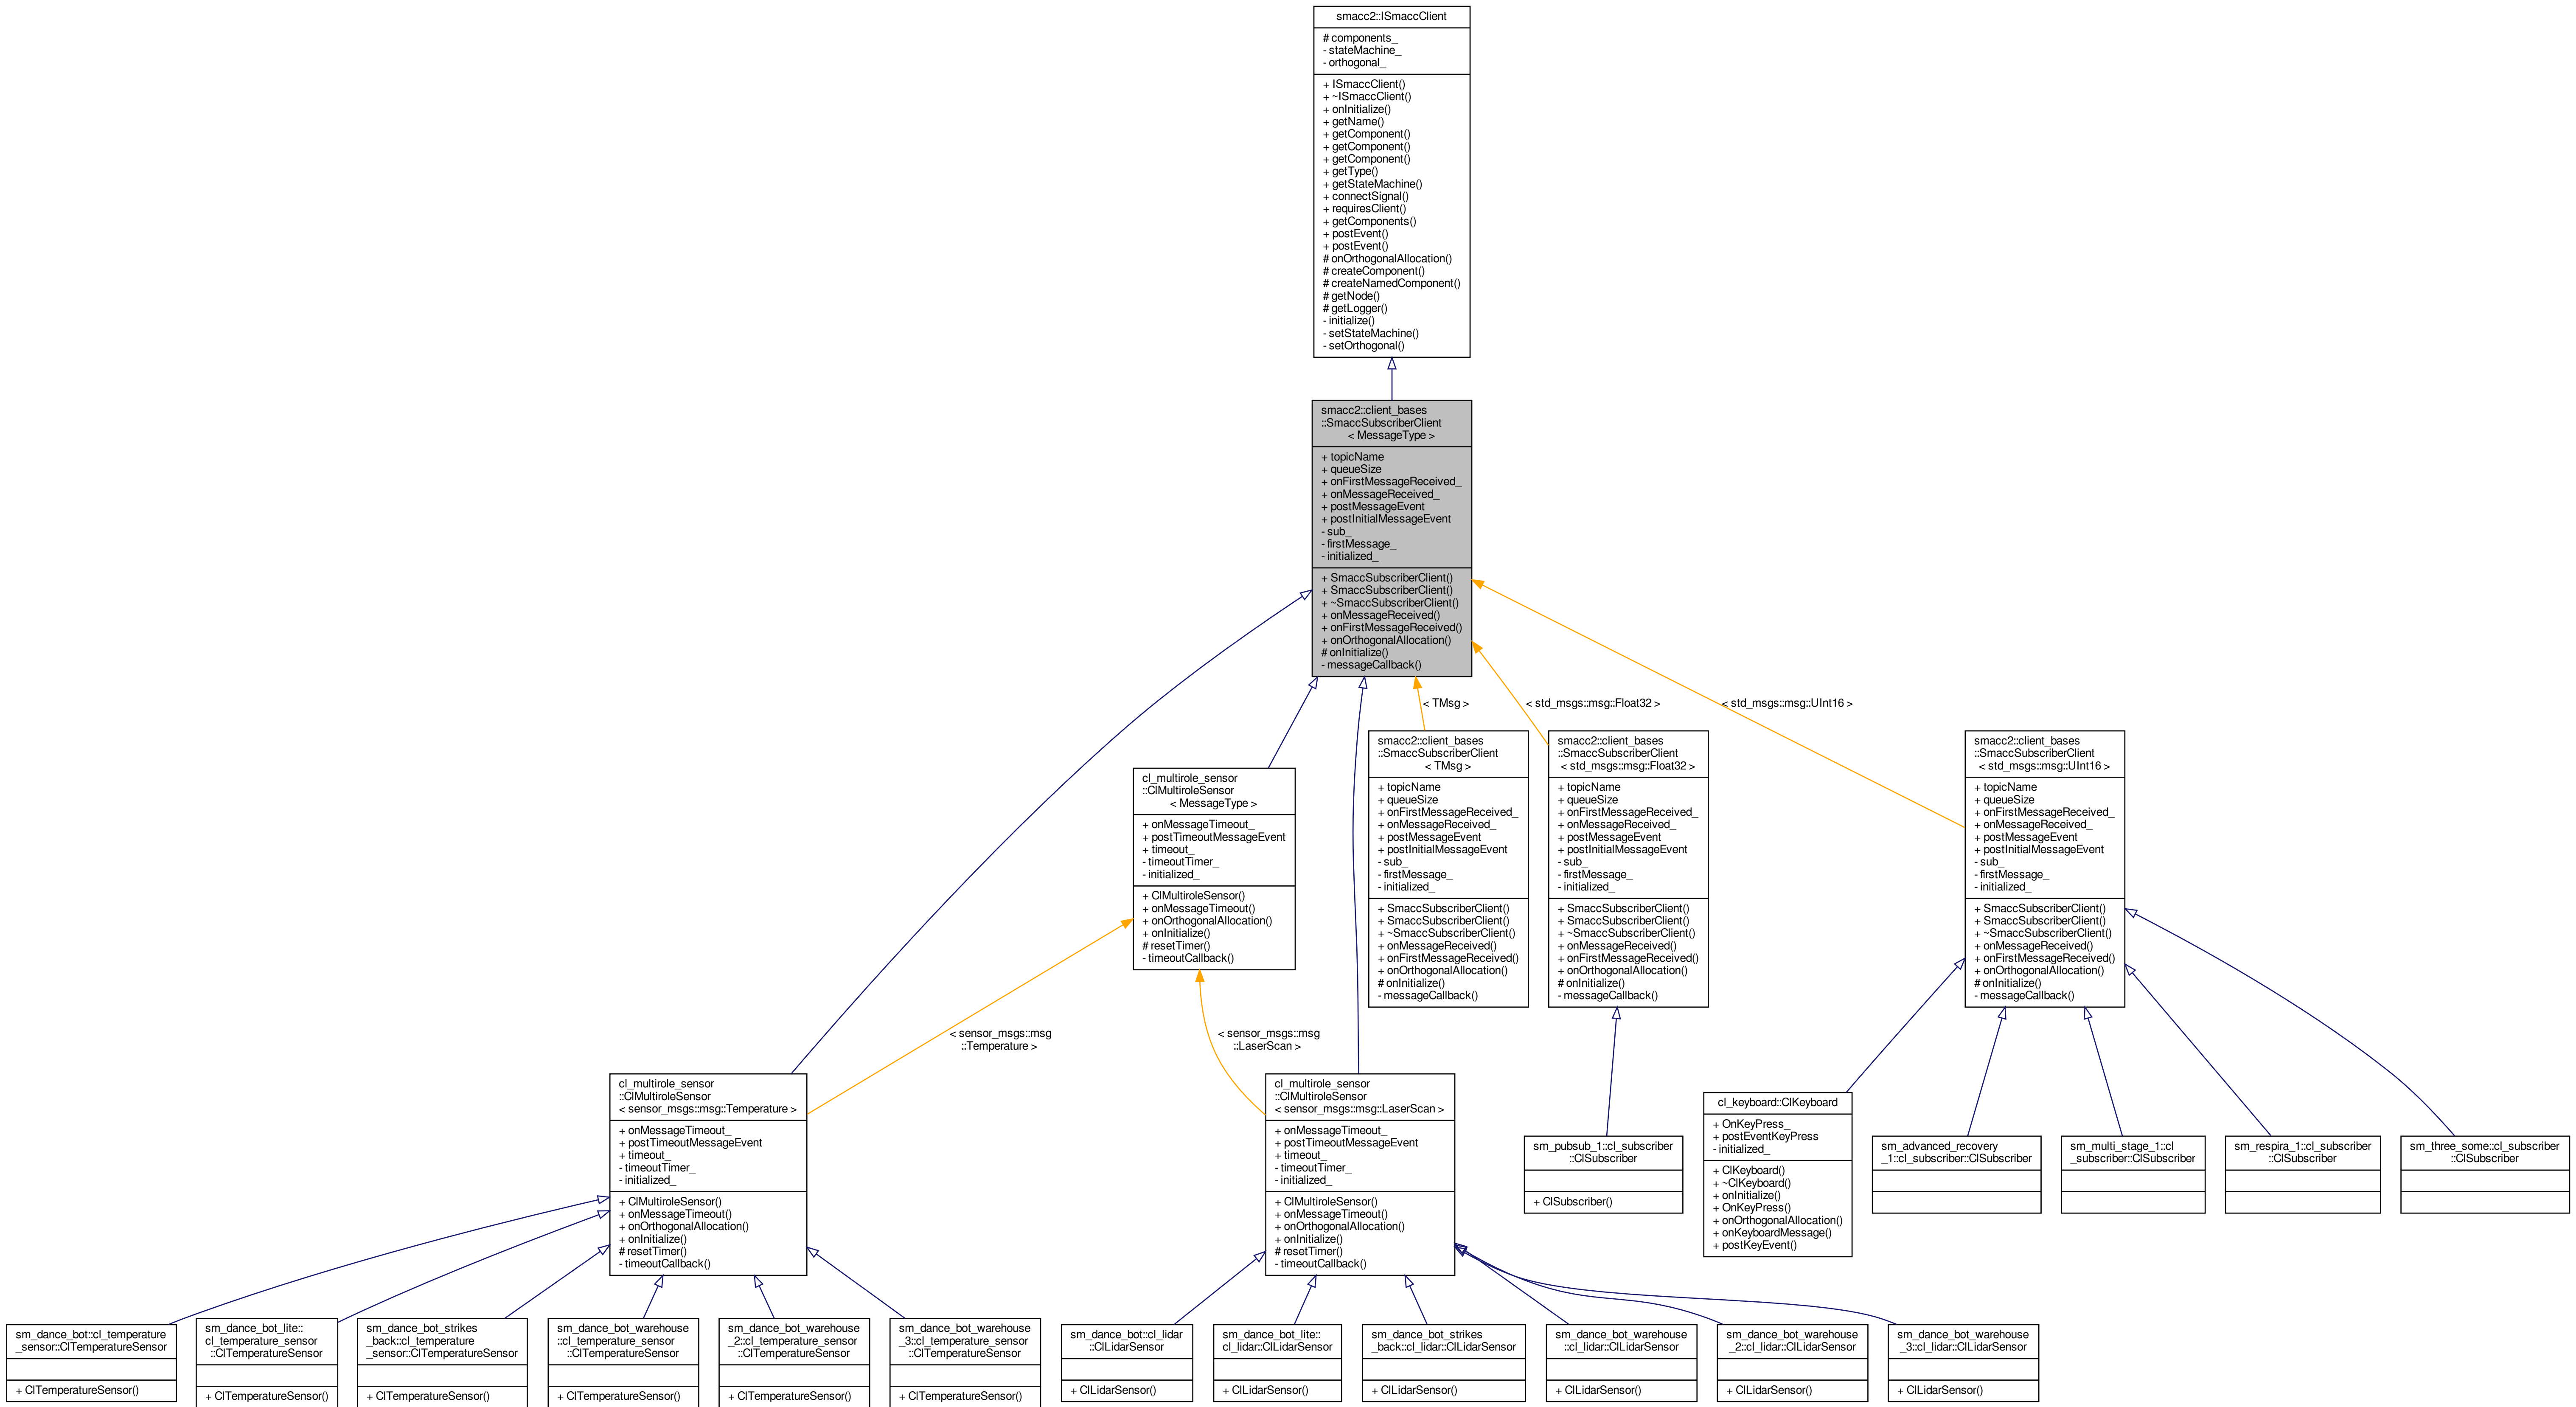 smacc2::ISmaccClient
# components_
- stateMachine_
- orthogonal_
+ ISmaccClient()
+ ~ISmaccClient()
+ onInitialize()
+ getName()
+ getComponent()
+ getComponent()
+ getComponent()
+ getType()
+ getStateMachine()
+ connectSignal()
+ requiresClient()
+ getComponents()
+ postEvent()
+ postEvent()
# onOrthogonalAllocation()
# createComponent()
# createNamedComponent()
# getNode()
# getLogger()
- initialize()
- setStateMachine()
- setOrthogonal()
smacc2::client_bases
::SmaccSubscriberClient
< MessageType >
+ topicName
+ queueSize
+ onFirstMessageReceived_
+ onMessageReceived_
+ postMessageEvent
+ postInitialMessageEvent
- sub_
- firstMessage_
- initialized_
+ SmaccSubscriberClient()
+ SmaccSubscriberClient()
+ ~SmaccSubscriberClient()
+ onMessageReceived()
+ onFirstMessageReceived()
+ onOrthogonalAllocation()
# onInitialize()
- messageCallback()
< TMsg >
< std_msgs::msg::Float32 >
< std_msgs::msg::UInt16 >
cl_multirole_sensor
::ClMultiroleSensor
< MessageType >
+ onMessageTimeout_
+ postTimeoutMessageEvent
+ timeout_
- timeoutTimer_
- initialized_
+ ClMultiroleSensor()
+ onMessageTimeout()
+ onOrthogonalAllocation()
+ onInitialize()
# resetTimer()
- timeoutCallback()
smacc2::client_bases
::SmaccSubscriberClient
< TMsg >
+ topicName
+ queueSize
+ onFirstMessageReceived_
+ onMessageReceived_
+ postMessageEvent
+ postInitialMessageEvent
- sub_
- firstMessage_
- initialized_
+ SmaccSubscriberClient()
+ SmaccSubscriberClient()
+ ~SmaccSubscriberClient()
+ onMessageReceived()
+ onFirstMessageReceived()
+ onOrthogonalAllocation()
# onInitialize()
- messageCallback()
smacc2::client_bases
::SmaccSubscriberClient
< std_msgs::msg::Float32 >
+ topicName
+ queueSize
+ onFirstMessageReceived_
+ onMessageReceived_
+ postMessageEvent
+ postInitialMessageEvent
- sub_
- firstMessage_
- initialized_
+ SmaccSubscriberClient()
+ SmaccSubscriberClient()
+ ~SmaccSubscriberClient()
+ onMessageReceived()
+ onFirstMessageReceived()
+ onOrthogonalAllocation()
# onInitialize()
- messageCallback()
smacc2::client_bases
::SmaccSubscriberClient
< std_msgs::msg::UInt16 >
+ topicName
+ queueSize
+ onFirstMessageReceived_
+ onMessageReceived_
+ postMessageEvent
+ postInitialMessageEvent
- sub_
- firstMessage_
- initialized_
+ SmaccSubscriberClient()
+ SmaccSubscriberClient()
+ ~SmaccSubscriberClient()
+ onMessageReceived()
+ onFirstMessageReceived()
+ onOrthogonalAllocation()
# onInitialize()
- messageCallback()
< sensor_msgs::msg
::Temperature >
< sensor_msgs::msg
::LaserScan >
cl_multirole_sensor
::ClMultiroleSensor
< sensor_msgs::msg::Temperature >
+ onMessageTimeout_
+ postTimeoutMessageEvent
+ timeout_
- timeoutTimer_
- initialized_
+ ClMultiroleSensor()
+ onMessageTimeout()
+ onOrthogonalAllocation()
+ onInitialize()
# resetTimer()
- timeoutCallback()
cl_multirole_sensor
::ClMultiroleSensor
< sensor_msgs::msg::LaserScan >
+ onMessageTimeout_
+ postTimeoutMessageEvent
+ timeout_
- timeoutTimer_
- initialized_
+ ClMultiroleSensor()
+ onMessageTimeout()
+ onOrthogonalAllocation()
+ onInitialize()
# resetTimer()
- timeoutCallback()
sm_pubsub_1::cl_subscriber
::ClSubscriber
+ ClSubscriber()
cl_keyboard::ClKeyboard
+ OnKeyPress_
+ postEventKeyPress
- initialized_
+ ClKeyboard()
+ ~ClKeyboard()
+ onInitialize()
+ OnKeyPress()
+ onOrthogonalAllocation()
+ onKeyboardMessage()
+ postKeyEvent()
sm_advanced_recovery
_1::cl_subscriber::ClSubscriber
sm_multi_stage_1::cl
_subscriber::ClSubscriber
sm_respira_1::cl_subscriber
::ClSubscriber
sm_three_some::cl_subscriber
::ClSubscriber
sm_dance_bot::cl_temperature
_sensor::ClTemperatureSensor
+ ClTemperatureSensor()
sm_dance_bot_lite::
cl_temperature_sensor
::ClTemperatureSensor
+ ClTemperatureSensor()
sm_dance_bot_strikes
_back::cl_temperature
_sensor::ClTemperatureSensor
+ ClTemperatureSensor()
sm_dance_bot_warehouse
::cl_temperature_sensor
::ClTemperatureSensor
+ ClTemperatureSensor()
sm_dance_bot_warehouse
_2::cl_temperature_sensor
::ClTemperatureSensor
+ ClTemperatureSensor()
sm_dance_bot_warehouse
_3::cl_temperature_sensor
::ClTemperatureSensor
+ ClTemperatureSensor()
sm_dance_bot::cl_lidar
::ClLidarSensor
+ ClLidarSensor()
sm_dance_bot_lite::
cl_lidar::ClLidarSensor
+ ClLidarSensor()
sm_dance_bot_strikes
_back::cl_lidar::ClLidarSensor
+ ClLidarSensor()
sm_dance_bot_warehouse
::cl_lidar::ClLidarSensor
+ ClLidarSensor()
sm_dance_bot_warehouse
_2::cl_lidar::ClLidarSensor
+ ClLidarSensor()
sm_dance_bot_warehouse
_3::cl_lidar::ClLidarSensor
+ ClLidarSensor()